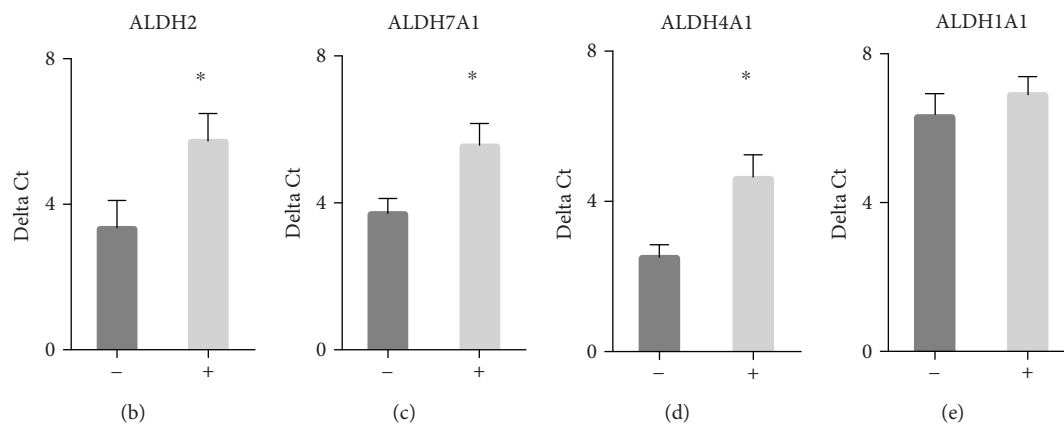 ALDH2
8
4
0
Delta Ct
*
−
+
(b)
ALDH7A1
8
4
0
Delta Ct
*
−
+
(c)
ALDH4A1
8
4
0
Delta Ct
*
−
+
(d)
ALDH1A1
8
4
0
Delta Ct
−
+
(e)